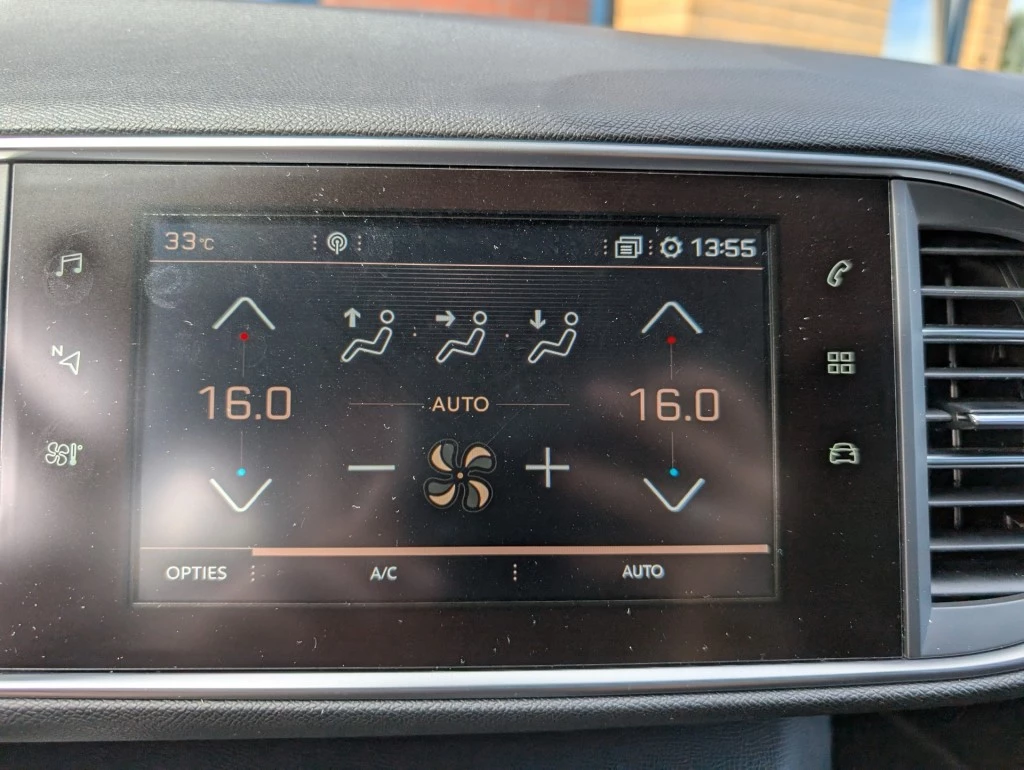 33°C
13:55
N
16.0
AUTO
16.0
OPTIES
A/C
AUTO